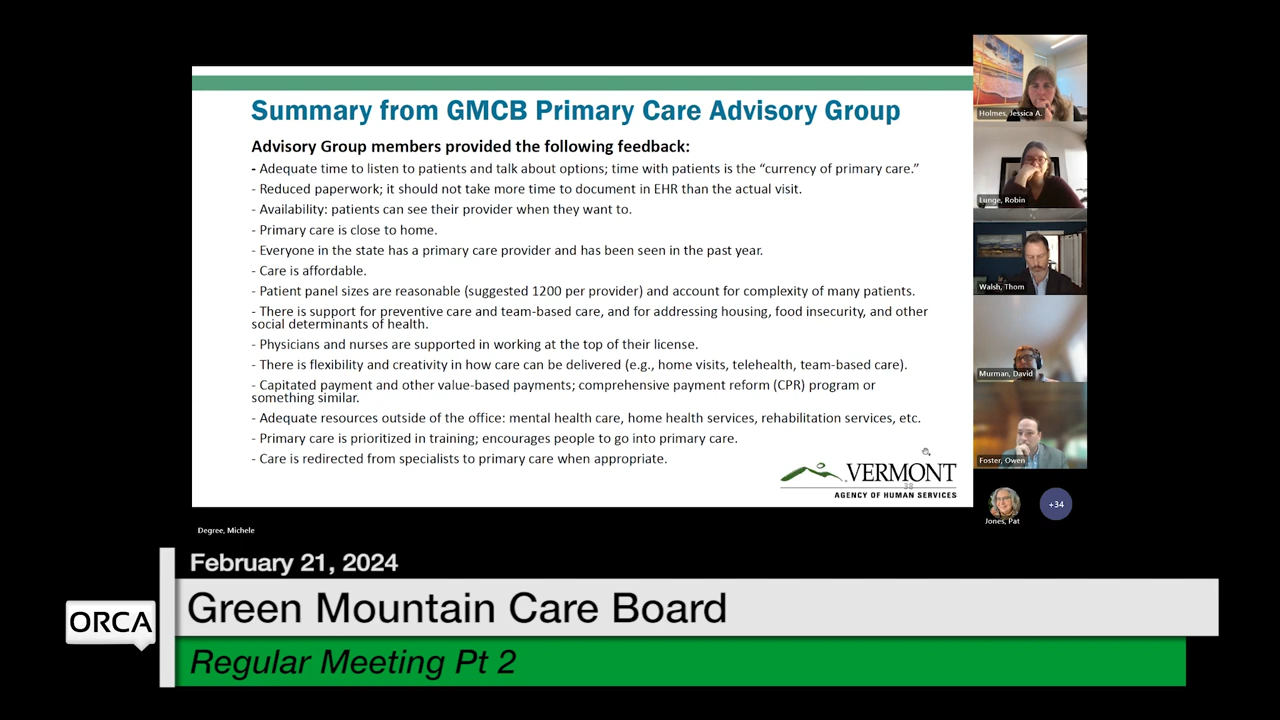 Summary from GMCB Primary Care Advisory Group
Advisory Group members provided the following feedback:
- Adequate time to listen to patients and talk about options; time with patients is the “currency of primary care.”
- Reduced paperwork; it should not take more time to document in EHR than the actual visit.
- Availability: patients can see their provider when they want to.
- Primary care is close to home.
- Everyone in the state has a primary care provider and has been seen in the past year.
- Care is affordable.
- Patient panel sizes are reasonable (suggested 1200 per provider) and account for complexity of many patients.
- There is support for preventive care and team-based care, and for addressing housing, food insecurity, and other
social determinants of health.
- Physicians and nurses are supported in working at the top of their license.
- There is flexibility and creativity in how care can be delivered (e.g., home visits, telehealth, team-based care).
- Capitated payment and other value-based payments; comprehensive payment reform (CPR) program or
something similar.
- Adequate resources outside of the office: mental health care, home health services, rehabilitation services, etc.
- Primary care is prioritized in training; encourages people to go into primary care.
- Care is redirected from specialists to primary care when appropriate.
VERMONT
38
AGENCY OF HUMAN SERVICES
Holmes, Jessica A.
Lunge, Robin
Walsh, Thom
Murman, David
Foster, Owen
Jones, Pat
+34
Degree, Michele
February 21, 2024
ORCA
Green Mountain Care Board
Regular Meeting Pt 2